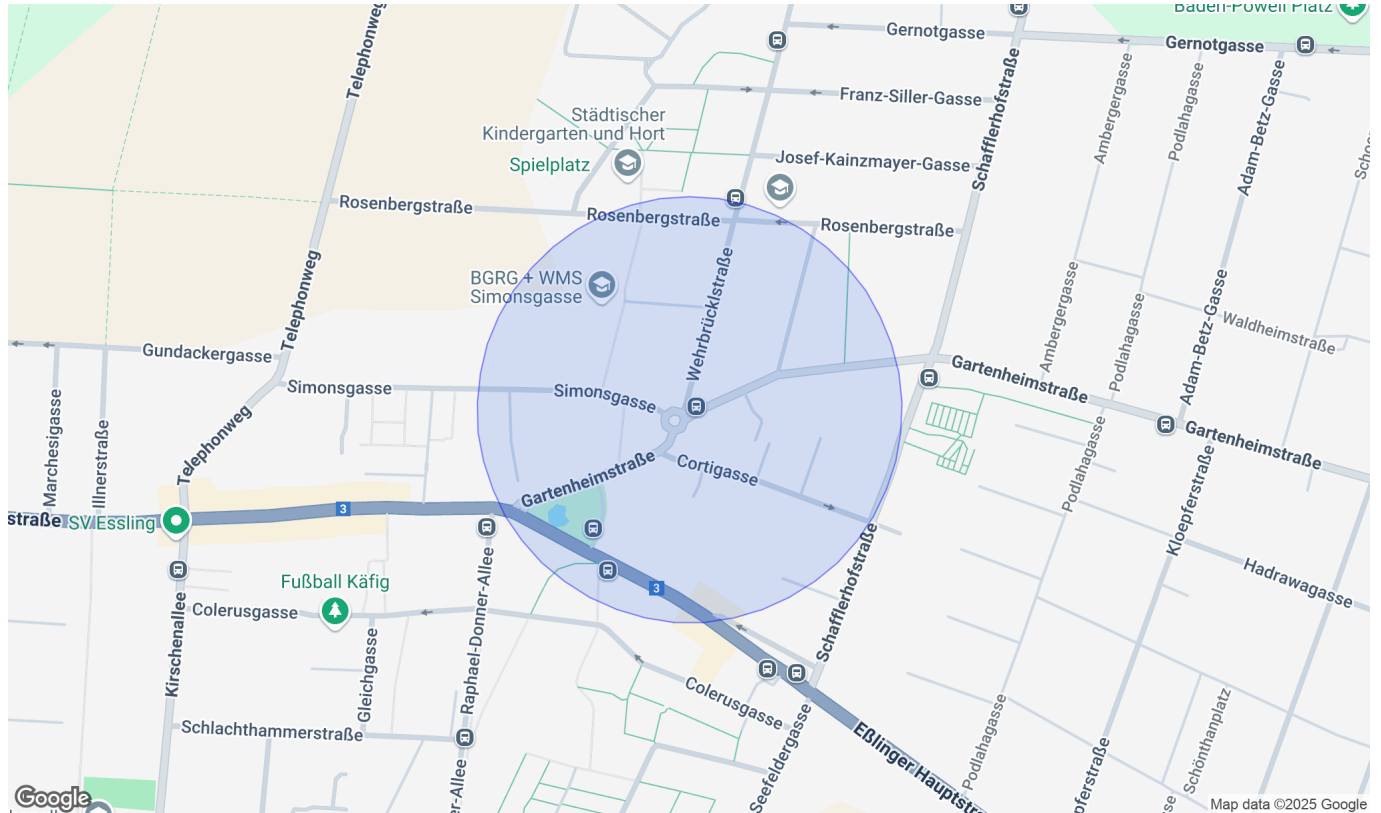 Baden-Powell Platz
Telephonweg
Gernotgasse
Gernotgasse
Franz-Siller-Gasse
Städtischer
Kindergarten und Hort
Spielplatz
Josef-Kainzmayer-Gasse
Schafflerhofstraße
Ambergergasse
Podlahagasse
Adam-Betz-Gasse
Rosenbergstraße
Rosenbergstraße
Rosenbergstraße
BGRG + WMS
Simonsgasse
Telephonweg
Wehrbrücklstraße
Ambergergasse
Podlahagasse
Adam-Betz-Gasse
Waldheimstraße
Gundackergasse
Simonsgasse
Simonsgasse
Gartenheimstraße
Gartenheimstraße
Marchesigasse
Illnerstraße
Telephonweg
Gartenheimstraße
Cortigasse
Podlahagasse
Kloepferstraße
straße
SV Essling
3
3
Hadrawagasse
Fußball Käfig
Colerusgasse
Kirschenallee
Gleichgasse
Raphael-Donner-Allee
Schafflerhofstraße
Colerusgasse
Schlachthammerstraße
Seefeldergasse
Eßlinger Hauptstra
Podlahagasse
Schönthanplatz
Google
Map data ©2025 Google